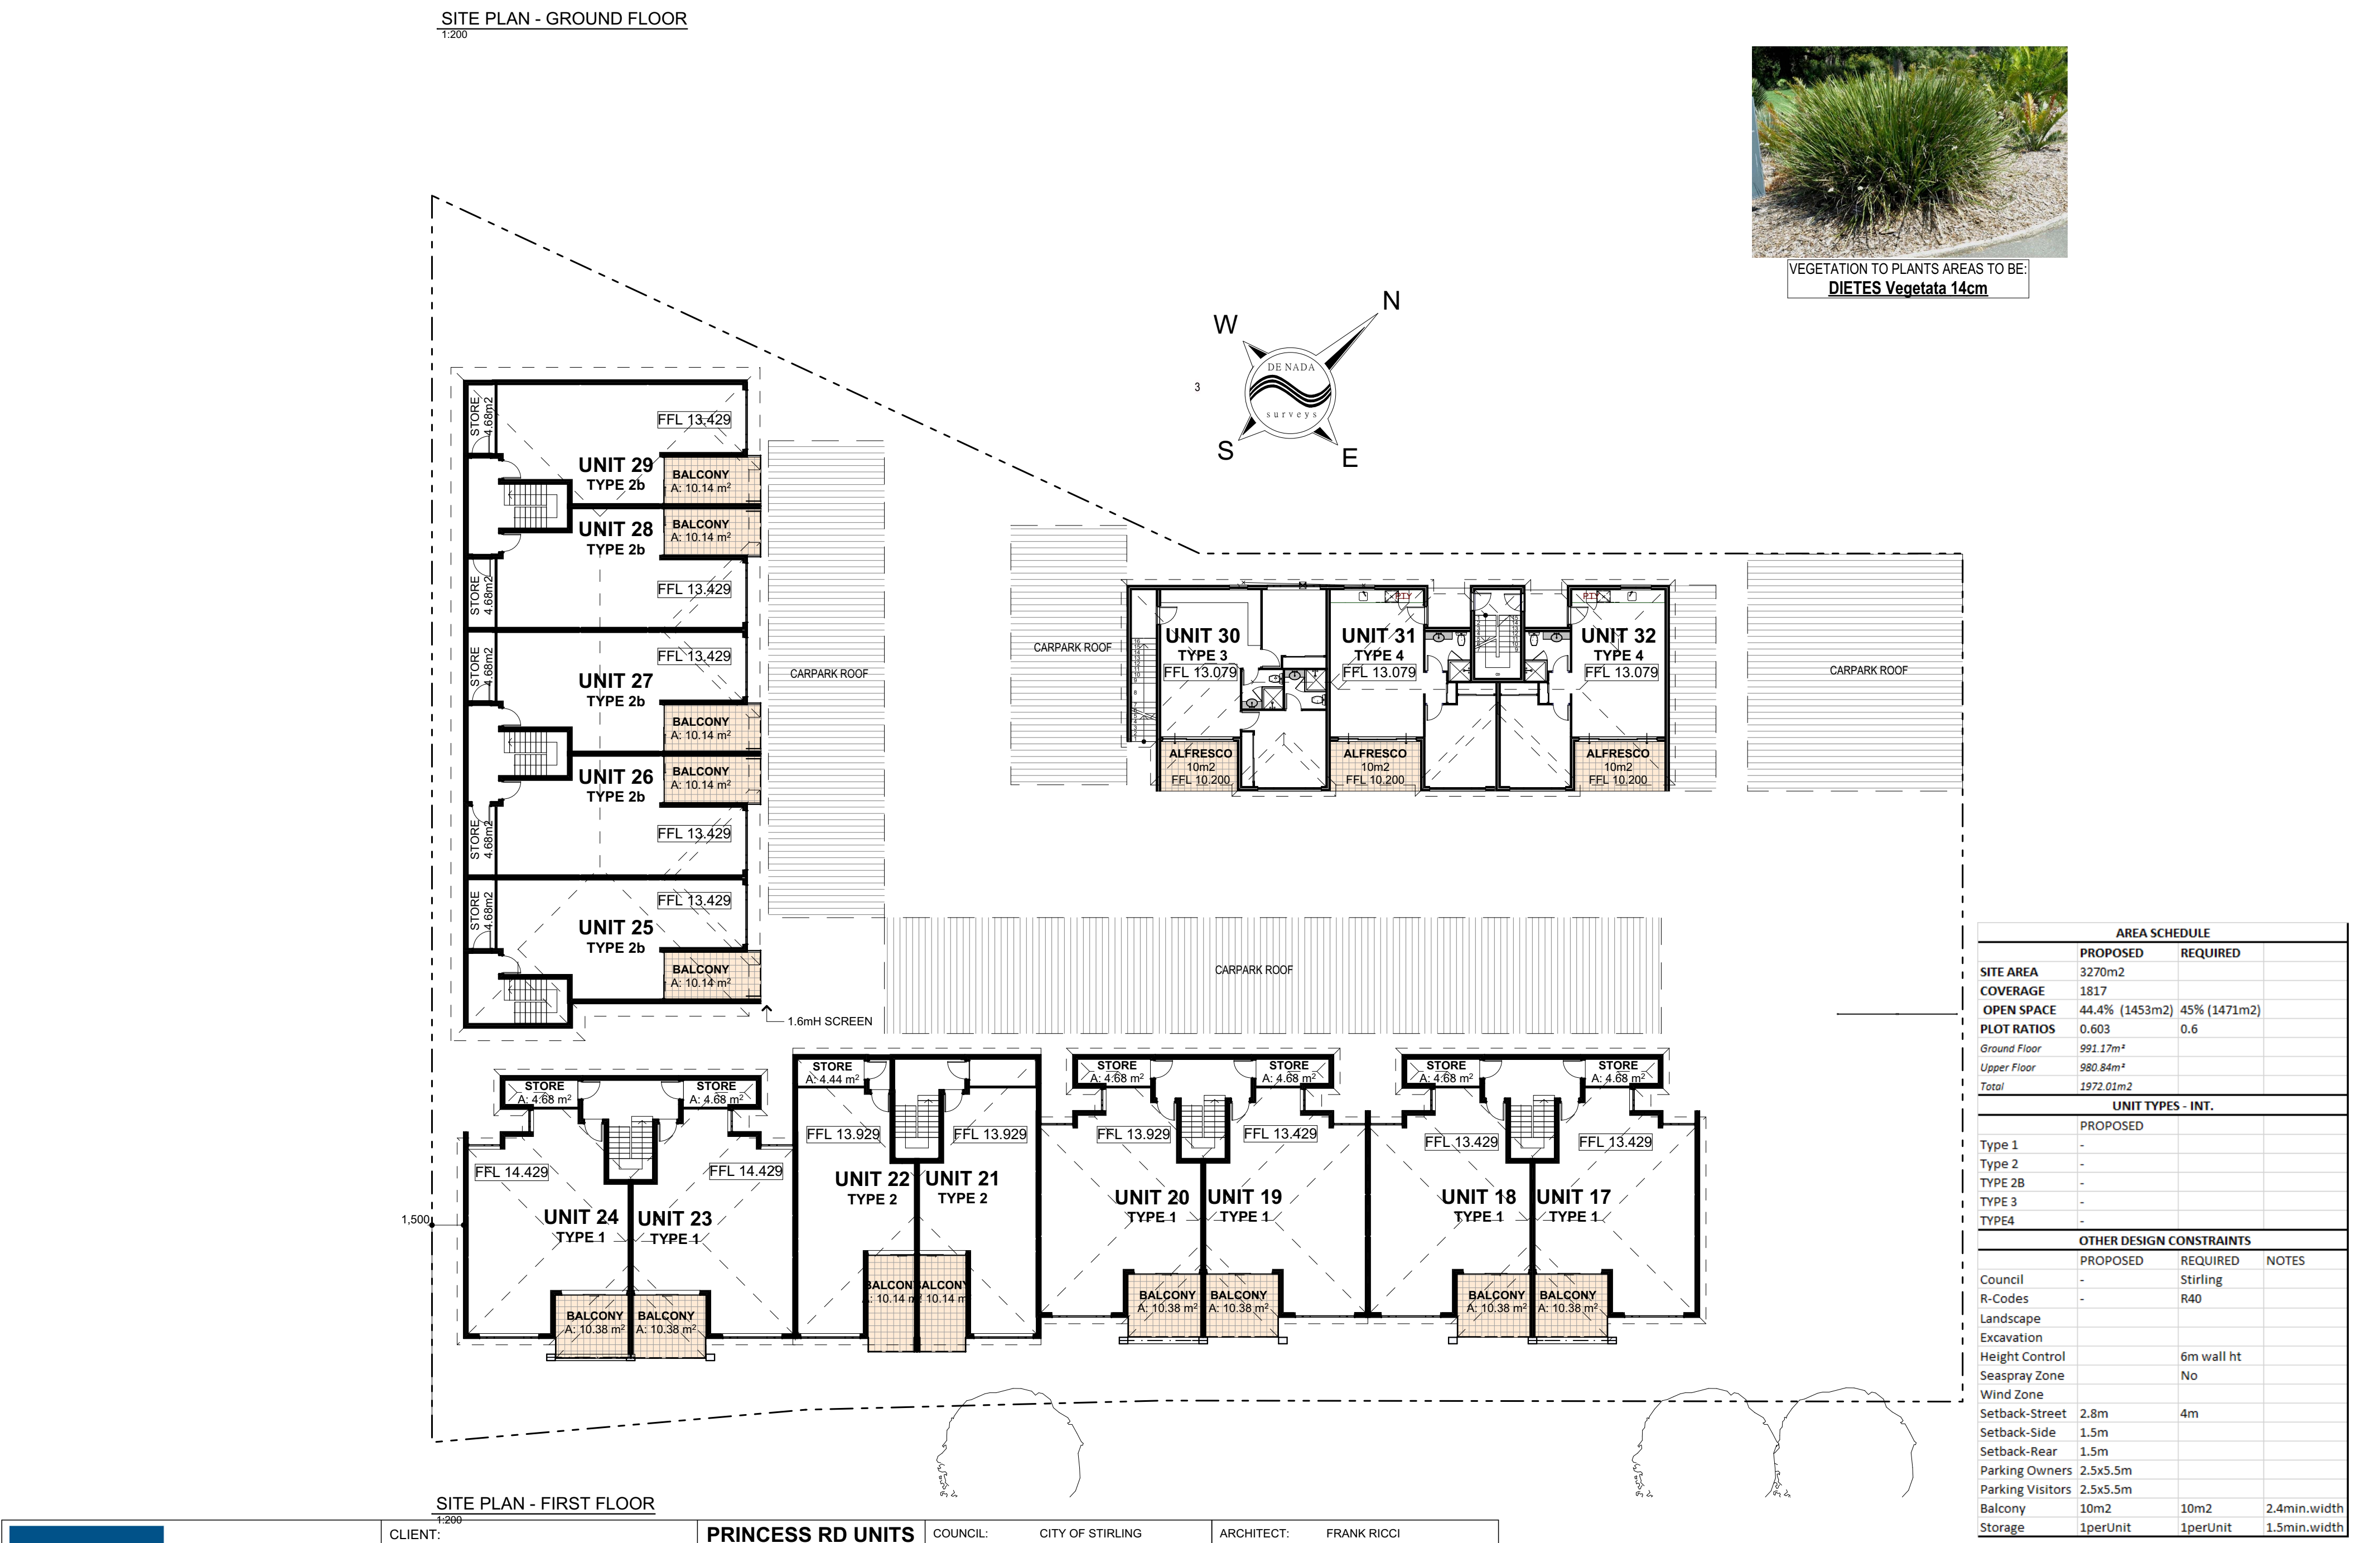 SITE PLAN - GROUND FLOOR
1:200
VEGETATION TO PLANTS AREAS TO BE:
DIETES Vegetata 14cm
N
W
DE NADA
surveys
S
E
3
STORE
4.68m2
FFL 13.429
UNIT 29
TYPE 2b
BALCONY
A: 10.14 m²
UNIT 28
TYPE 2b
BALCONY
A: 10.14 m²
FFL 13.429
STORE
4.68m2
STORE
4.68m2
FFL 13.429
UNIT 27
TYPE 2b
BALCONY
A: 10.14 m²
UNIT 26
TYPE 2b
BALCONY
A: 10.14 m²
FFL 13.429
STORE
4.68m2
STORE
4.68m2
FFL 13.429
UNIT 25
TYPE 2b
BALCONY
A: 10.14 m²
1.6mH SCREEN
CARPARK ROOF
CARPARK ROOF
UNIT 30
TYPE 3
FFL 13.079
ALFRESCO
10m2
FFL 10.200
UNIT 31
TYPE 4
FFL 13.079
ALFRESCO
10m2
FFL 10.200
UNIT 32
TYPE 4
FFL 13.079
ALFRESCO
10m2
FFL 10.200
CARPARK ROOF
CARPARK ROOF
STORE
A: 4.68 m²
STORE
A: 4.68 m²
FFL 14.429
FFL 14.429
UNIT 24
TYPE 1
UNIT 23
TYPE 1
BALCONY
A: 10.38 m²
BALCONY
A: 10.38 m²
1,500
STORE
A: 4.44 m²
FFL 13.929
FFL 13.929
UNIT 22
TYPE 2
UNIT 21
TYPE 2
BALCONY
A: 10.14 m²
BALCONY
10.14 m
STORE
A: 4.68 m²
STORE
A: 4.68 m²
FFL 13.929
FFL 13.429
UNIT 20
TYPE 1
UNIT 19
TYPE 1
BALCONY
A: 10.38 m²
BALCONY
A: 10.38 m²
STORE
A: 4.68 m²
STORE
A: 4.68 m²
FFL 13.429
FFL 13.429
UNIT 18
TYPE 1
UNIT 17
TYPE 1
BALCONY
A: 10.38 m²
BALCONY
A: 10.38 m²
AREA SCHEDULE
PROPOSED REQUIRED
SITE AREA 3270m2
COVERAGE 1817
OPEN SPACE 44.4% (1453m2) 45% (1471m2)
PLOT RATIOS 0.603 0.6
Ground Floor 991.17m²
Upper Floor 980.84m²
Total 1972.01m2
UNIT TYPES - INT.
PROPOSED
Type 1 -
Type 2 -
TYPE 2B -
TYPE 3 -
TYPE4 -
OTHER DESIGN CONSTRAINTS
PROPOSED REQUIRED NOTES
Council - Stirling
R-Codes - R40
Landscape
Excavation
Height Control 6m wall ht
Seaspray Zone No
Wind Zone
Setback-Street 2.8m 4m
Setback-Side 1.5m
Setback-Rear 1.5m
Parking Owners 2.5x5.5m
Parking Visitors 2.5x5.5m
Balcony 10m2 10m2 2.4min.width
Storage 1perUnit 1perUnit 1.5min.width
SITE PLAN - FIRST FLOOR
1:200
CLIENT:
PRINCESS RD UNITS
COUNCIL: CITY OF STIRLING
ARCHITECT: FRANK RICCI